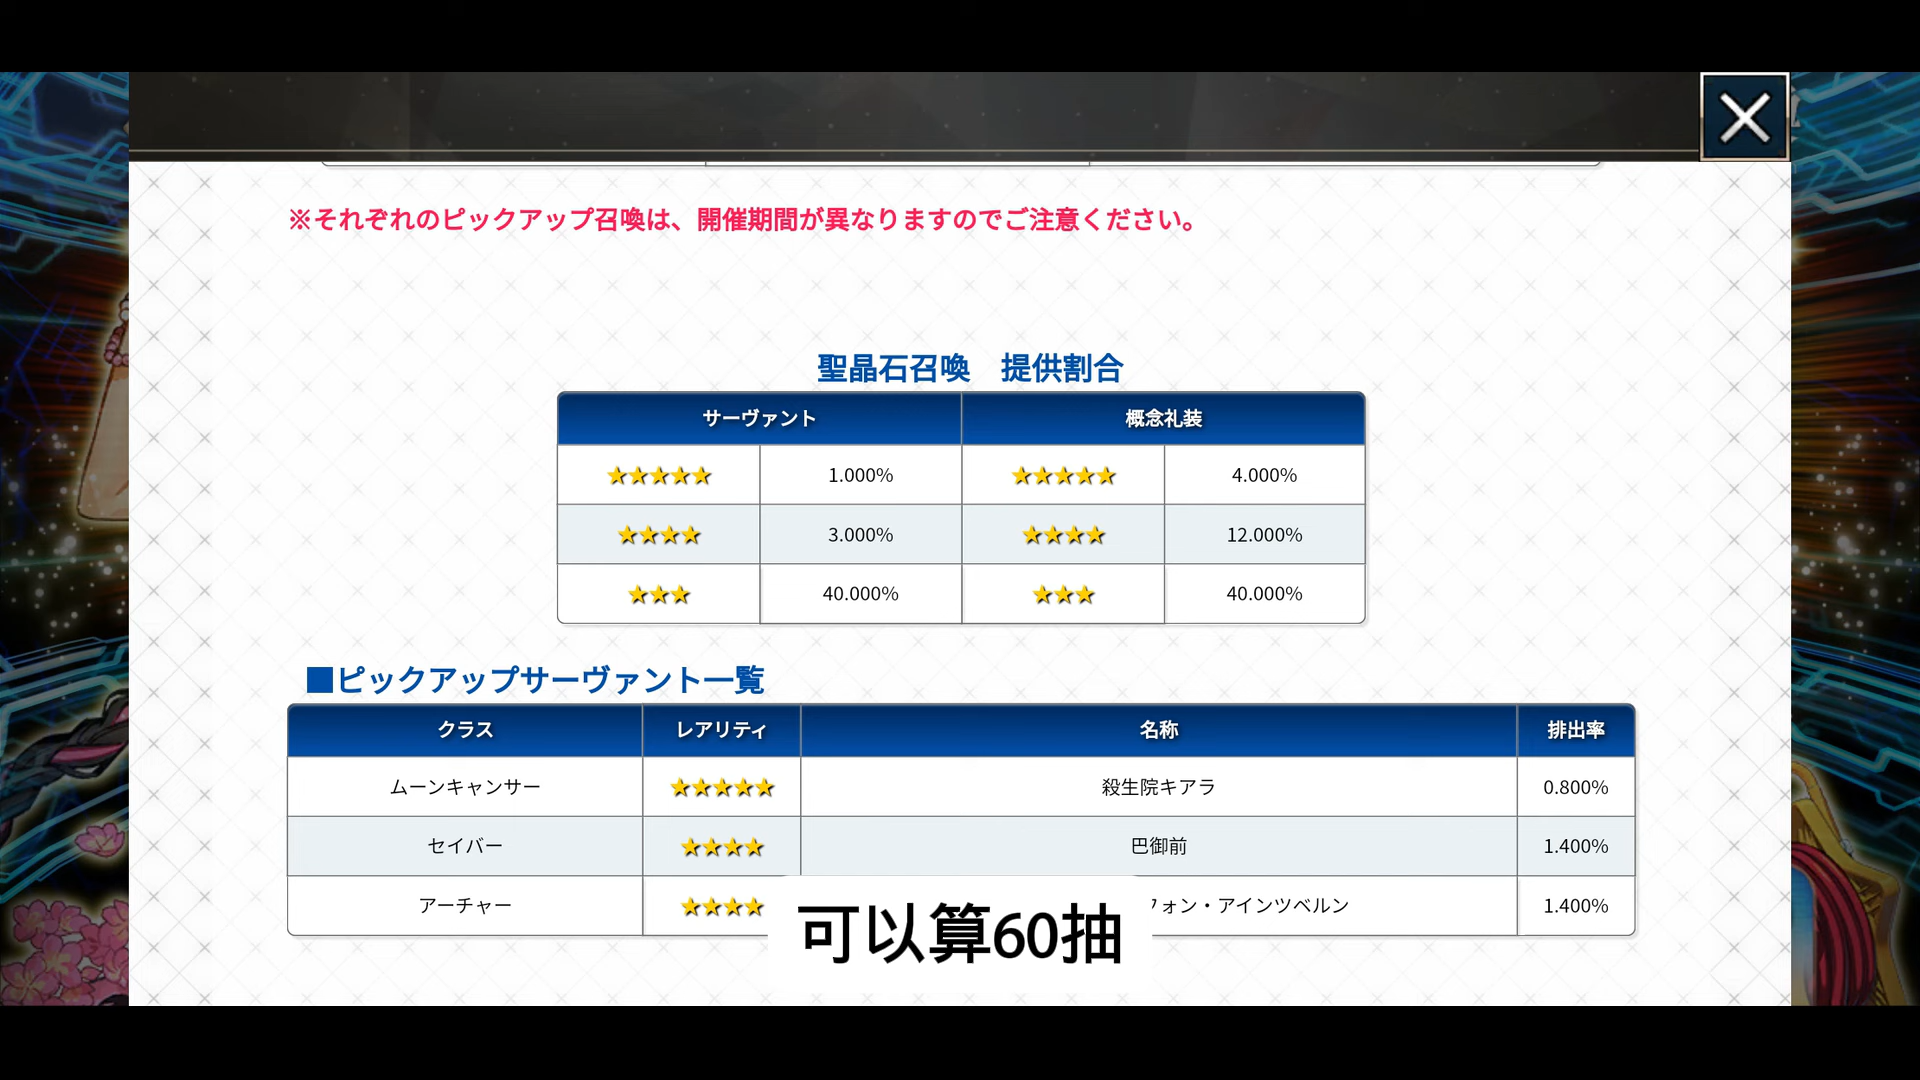 ※それぞれのピックアップ召喚は、開催期間が異なりますのでご注意ください。
聖晶石召喚 提供割合
サーヴァント 概念礼装
★★★★★ 1.000% ★★★★★ 4.000%
★★★★ 3.000% ★★★★ 12.000%
★★★ 40.000% ★★★ 40.000%
■ピックアップサーヴァント一覧
クラス レアリティ 名称 排出率
ムーンキャンサー ★★★★★ 殺生院キアラ 0.800%
セイバー ★★★★ 巴御前 1.400%
アーチャー ★★★★ フォン・アインツベルン 1.400%
可以算60抽